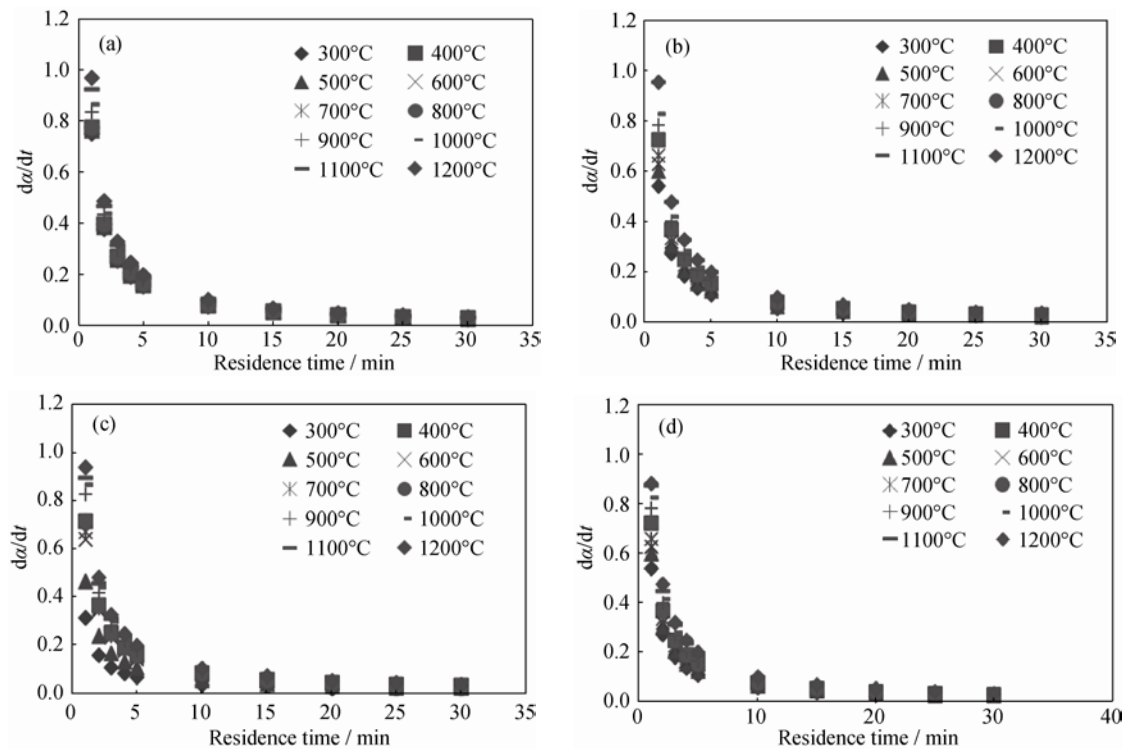 1.2
(a)
300°C 400°C
1.0
500°C 600°C
0.8
700°C 800°C
900°C 1000°C
0.6
1100°C 1200°C
dα/dt
0.4
0.2
0.0
0 5 10 15 20 25 30 35
Residence time / min
1.2
(b)
300°C 400°C
1.0
500°C 600°C
0.8
700°C 800°C
900°C 1000°C
0.6
1100°C 1200°C
dα/dt
0.4
0.2
0.0
0 5 10 15 20 25 30 35
Residence time / min
1.2
(c)
300°C 400°C
1.0
500°C 600°C
0.8
700°C 800°C
900°C 1000°C
0.6
1100°C 1200°C
dα/dt
0.4
0.2
0.0
0 5 10 15 20 25 30 35
Residence time / min
1.2
(d)
300°C 400°C
1.0
500°C 600°C
0.8
700°C 800°C
900°C 1000°C
0.6
1100°C 1200°C
dα/dt
0.4
0.2
0.0
0 10 20 30 40
Residence time / min